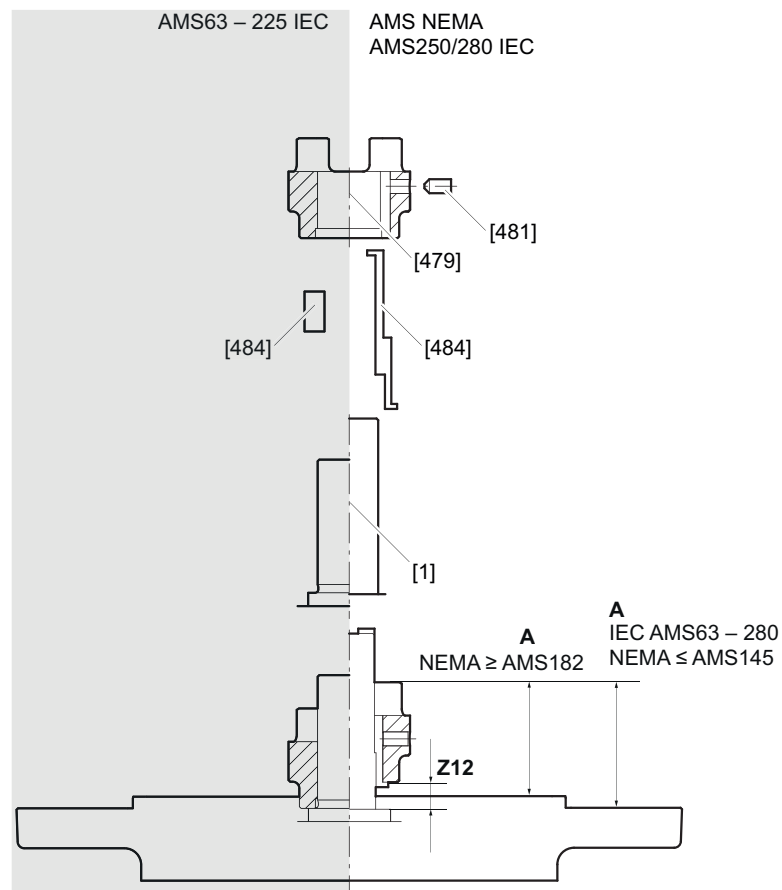 AMS63 – 225 IEC
AMS NEMA
AMS250/280 IEC
[481]
[479]
[484]
[484]
[1]
A
NEMA ≥ AMS182
A
IEC AMS63 – 280
NEMA ≤ AMS145
Z12